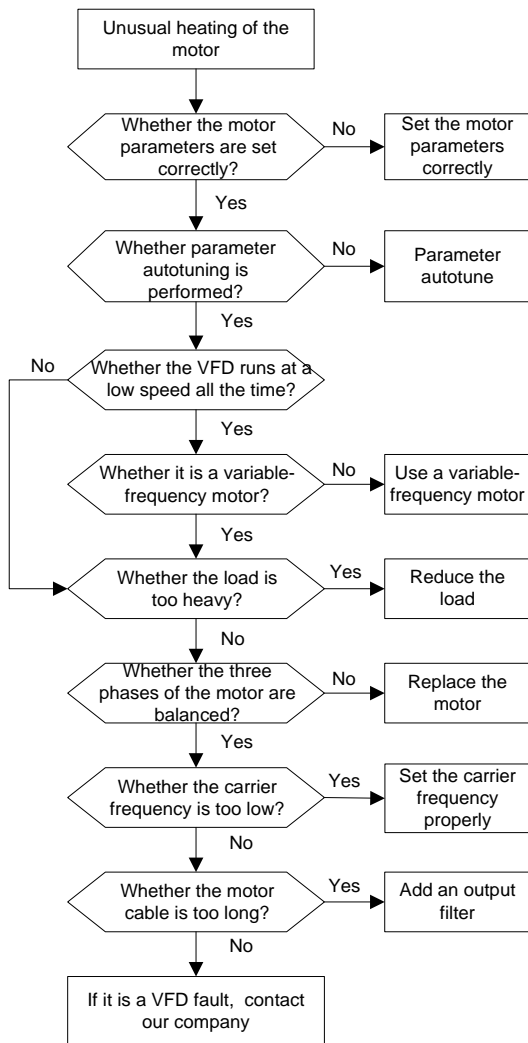 Unusual heating of the
motor
Whether the motor
parameters are set
correctly?
No
Set the motor
parameters
correctly
Yes
Whether parameter
autotuning is
performed?
No
Parameter
autotune
Yes
No
Whether the VFD runs at a
low speed all the time?
Yes
Whether it is a variable-
frequency motor?
No
Use a variable-
frequency motor
Yes
Whether the load is
too heavy?
Yes
Reduce the
load
No
Whether the three
phases of the motor are
balanced?
No
Replace the
motor
Yes
Whether the carrier
frequency is too low?
Yes
Set the carrier
frequency
properly
No
Whether the motor
cable is too long?
Yes
Add an output
filter
No
If it is a VFD fault, contact
our company